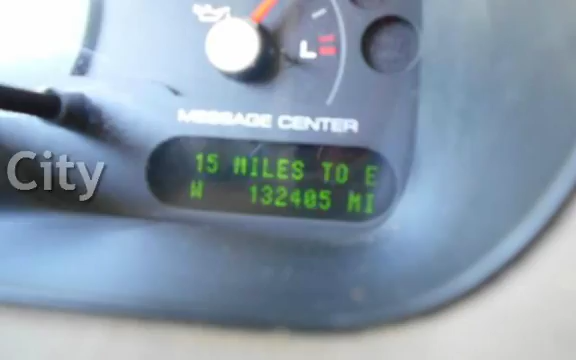 L
MESSAGE CENTER
15 MILES TO E
W 132405 MI
City